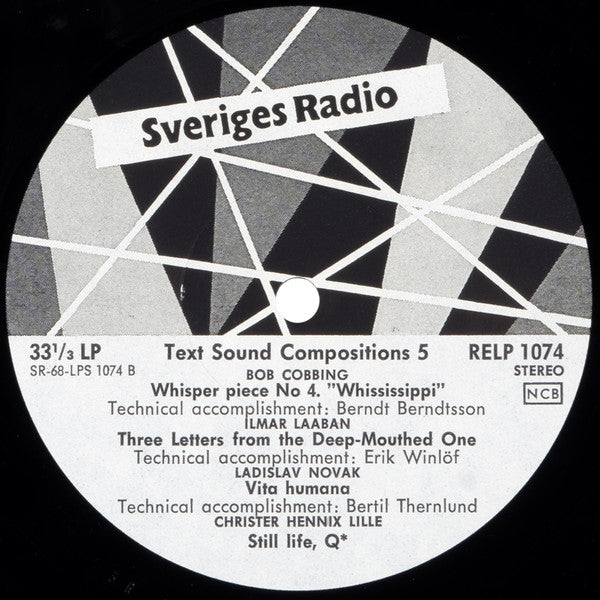 Sveriges Radio
33 1/3 LP Text Sound Compositions 5 RELP 1074
SR-68-LPS 1074 B BOB COBBING STEREO
Whisper piece No 4. "Whississippi" NCB
Technical accomplishment: Berndt Berndtsson
ILMAR LAABAN
Three Letters from the Deep-Mouthed One
Technical accomplishment: Erik Winlöf
LADISLAV NOVAK
Vita humana
Technical accomplishment: Bertil Thernlund
CHRISTER HENNIX LILLE
Still life, Q*